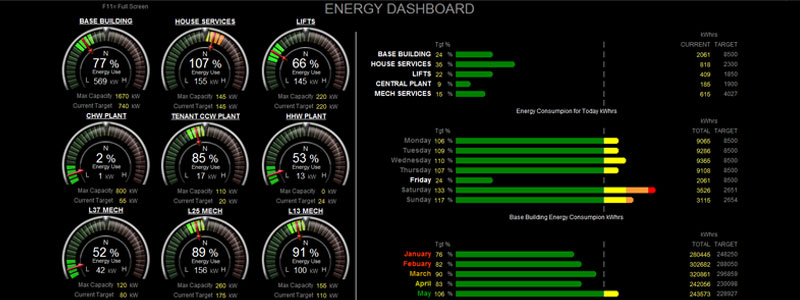 F11= Full Screen
ENERGY DASHBOARD
BASE BUILDING HOUSE SERVICES LIFTS
N N N
77 % 107 % 66 %
Energy Use Energy Use Energy Use
L 569 kW H L 155 kW H L 145 kW H
Max Capacity 1670 kW Max Capacity 145 kW Max Capacity 220 kW
Current Target 740 kW Current Target 145 kW Current Target 220 kW
CHW PLANT TENANT CCW PLANT HHW PLANT
N N N
2 % 85 % 53 %
Energy Use Energy Use Energy Use
L 1 kW H L 17 kW H L 13 kW H
Max Capacity 800 kW Max Capacity 110 kW Max Capacity 0 kW
Current Target 55 kW Current Target 20 kW Current Target 24 kW
L37 MECH L25 MECH L13 MECH
N N N
52 % 89 % 91 %
Energy Use Energy Use Energy Use
L 42 kW H L 156 kW H L 100 kW H
Max Capacity 120 kW Max Capacity 260 kW Max Capacity 155 kW
Current Target 80 kW Current Target 175 kW Current Target 110 kW
kWhrs
Tgt % CURRENT TARGET
BASE BUILDING 24 % 2061 8500
HOUSE SERVICES 35 % 818 2300
LIFTS 22 % 409 1850
CENTRAL PLANT 9 % 185 1900
MECH SERVICES 15 % 615 4027
Energy Consumpion for Today kWhrs
kWhrs
Tgt % TOTAL TARGET
Monday 106 % 9065 8500
Tuesday 109 % 9286 8500
Wednesday 110 % 9365 8500
Thursday 107 % 9108 8500
Friday 24 % 2061 8500
Saturday 133 % 3526 2651
Sunday 117 % 3115 2654
Base Building Energy Consumpion kWhrs
kWhrs
Tgt % TOTAL TARGET
January 76 % 280445 248250
Febuary 82 % 302682 288050
March 90 % 320861 295858
April 83 % 242056 230098
May 106 % 243573 228927